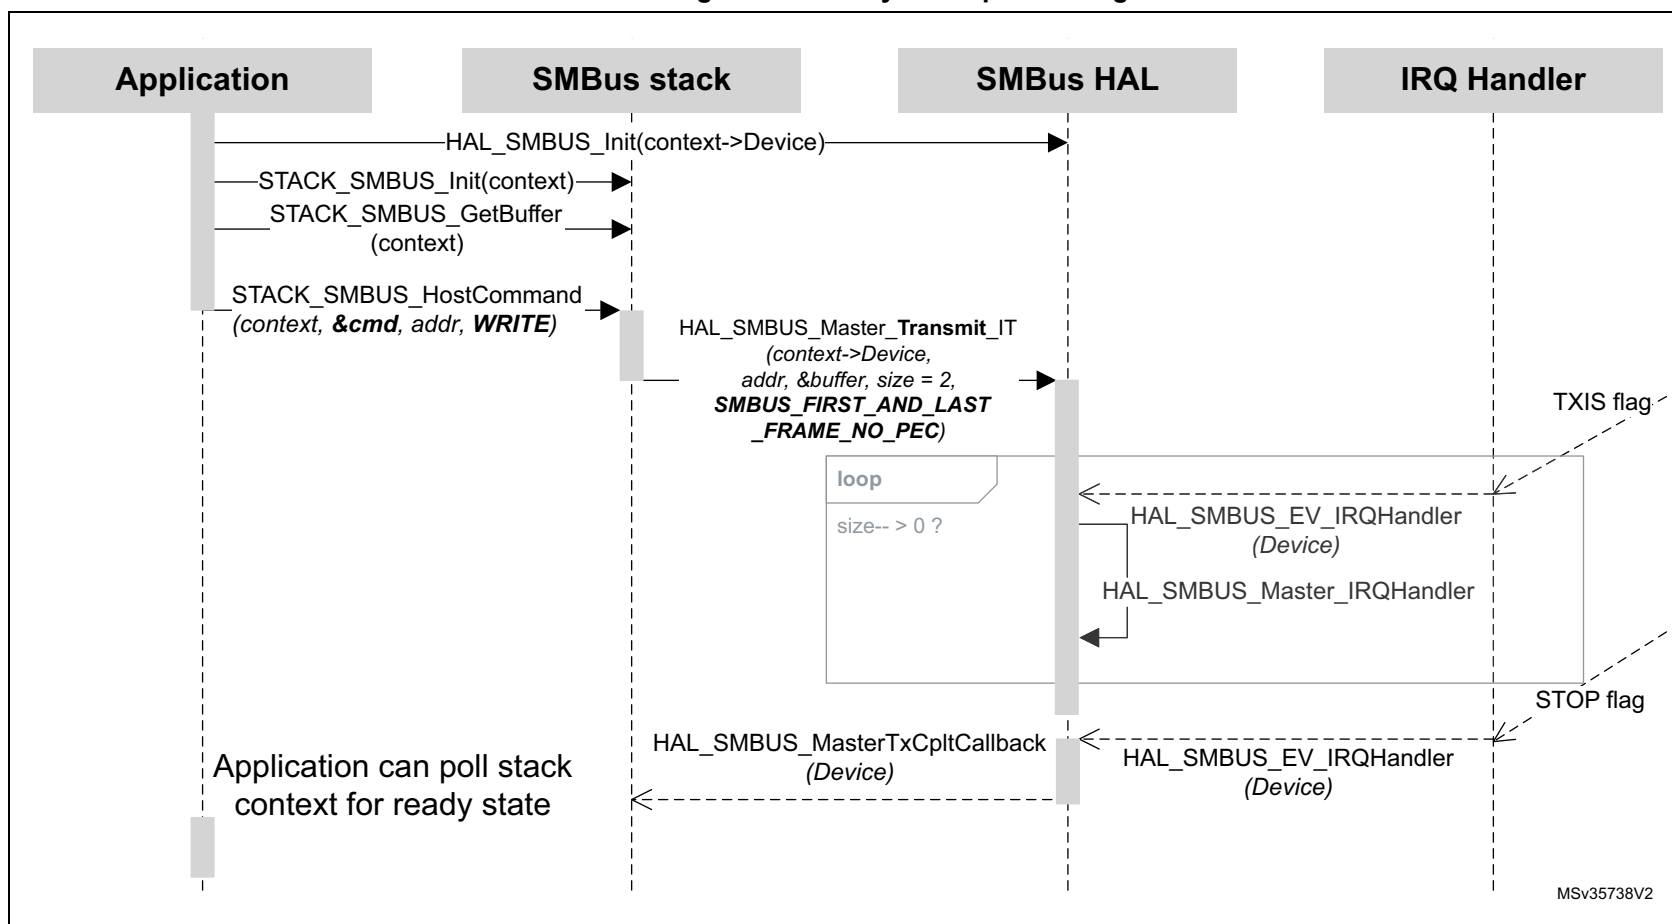 Application
SMBus stack
SMBus HAL
IRQ Handler
HAL_SMBUS_Init(context->Device)
STACK_SMBUS_Init(context)
STACK_SMBUS_GetBuffer
(context)
STACK_SMBUS_HostCommand
(context, &cmd, addr, WRITE)
HAL_SMBUS_Master_Transmit_IT
(context->Device,
addr, &buffer, size = 2,
SMBUS_FIRST_AND_LAST
_FRAME_NO_PEC)
TXIS flag
loop
size-- > 0 ?
HAL_SMBUS_EV_IRQHandler
(Device)
HAL_SMBUS_Master_IRQHandler
STOP flag
HAL_SMBUS_MasterTxCpltCallback
(Device)
HAL_SMBUS_EV_IRQHandler
(Device)
Application can poll stack
context for ready state
MSv35738V2